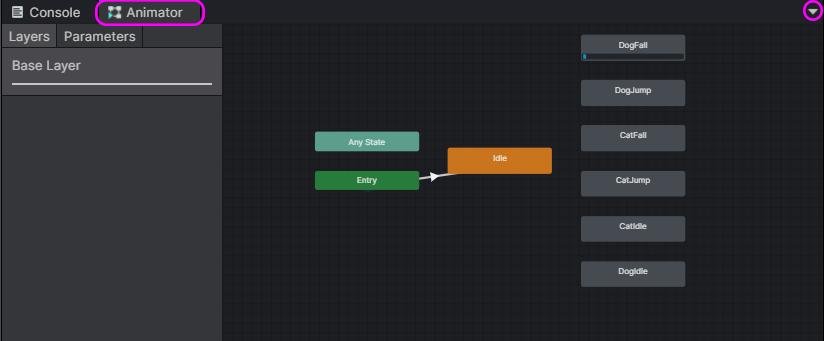 Console
Animator
Layers
Parameters
Base Layer
DogFall
DogJump
CatFall
Any State
Idle
Entry
CatJump
CatIdle
DogIdle